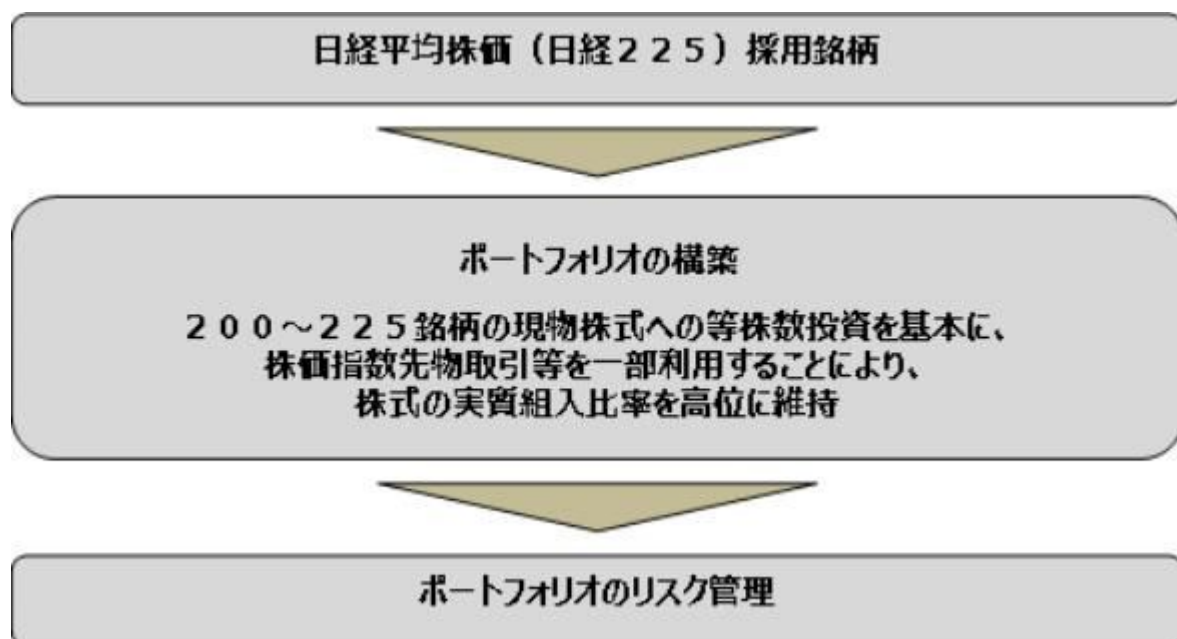 日経平均株価（日経２２５）採用銘柄
ポートフォリオの構築
２００～２２５銘柄の現物株式への等株数投資を基本に、
株価指数先物取引等を一部利用することにより、
株式の実質組入比率を高位に維持
ポートフォリオのリスク管理